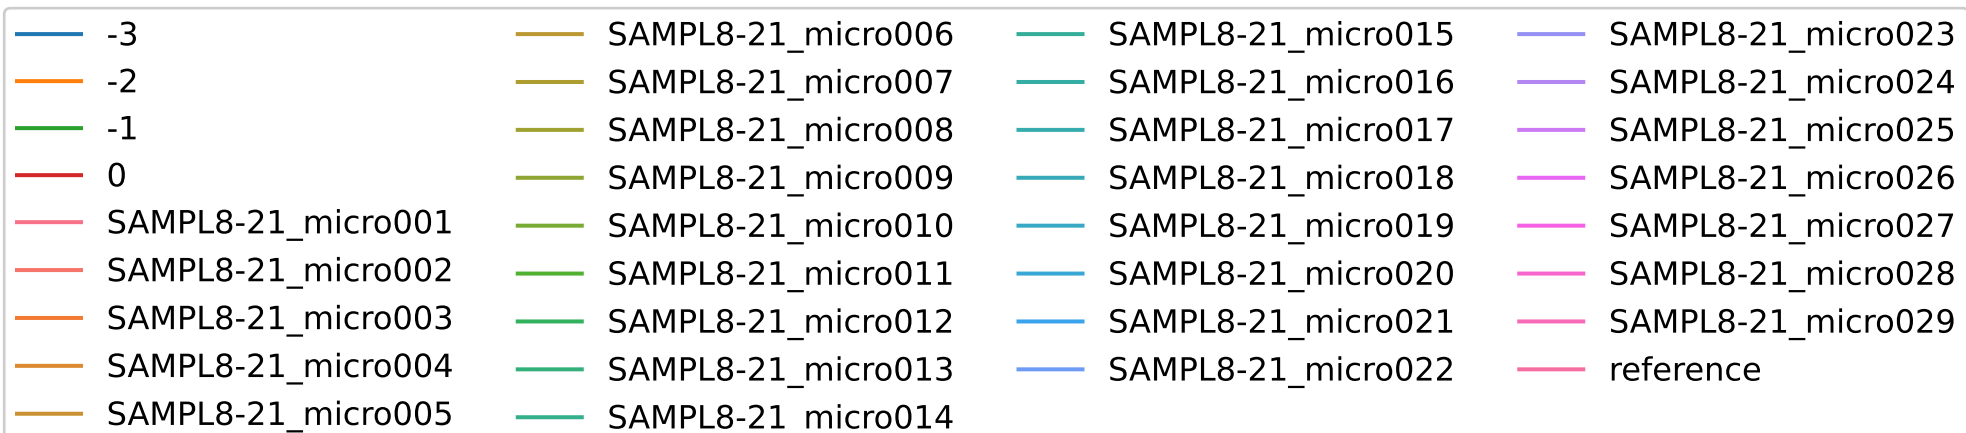 -3
-2
-1
0
SAMPL8-21_micro001
SAMPL8-21_micro002
SAMPL8-21_micro003
SAMPL8-21_micro004
SAMPL8-21_micro005
SAMPL8-21_micro006
SAMPL8-21_micro007
SAMPL8-21_micro008
SAMPL8-21_micro009
SAMPL8-21_micro010
SAMPL8-21_micro011
SAMPL8-21_micro012
SAMPL8-21_micro013
SAMPL8-21_micro014
SAMPL8-21_micro015
SAMPL8-21_micro016
SAMPL8-21_micro017
SAMPL8-21_micro018
SAMPL8-21_micro019
SAMPL8-21_micro020
SAMPL8-21_micro021
SAMPL8-21_micro022
SAMPL8-21_micro023
SAMPL8-21_micro024
SAMPL8-21_micro025
SAMPL8-21_micro026
SAMPL8-21_micro027
SAMPL8-21_micro028
SAMPL8-21_micro029
reference